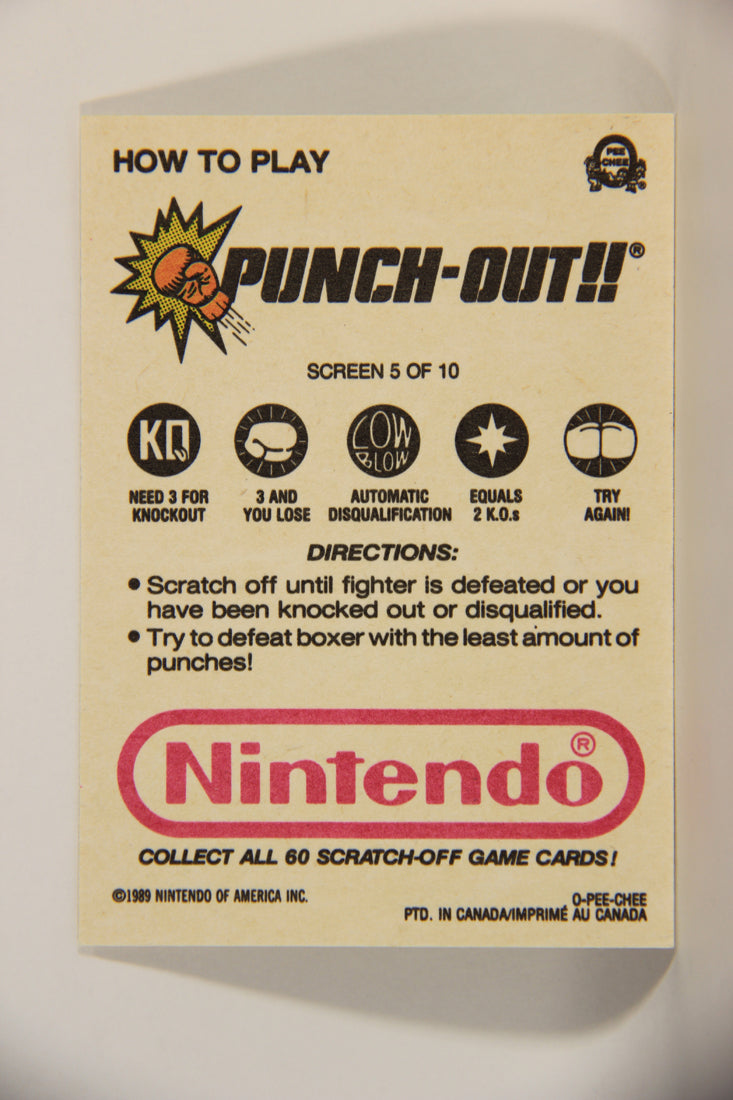 HOW TO PLAY
O
PEE
CHEE
®
PUNCH-OUT!!®
SCREEN 5 OF 10
KO
LOW
BLOW
NEED 3 FOR
KNOCKOUT
3 AND
YOU LOSE
AUTOMATIC
DISQUALIFICATION
EQUALS
2 K.O.s
TRY
AGAIN!
DIRECTIONS:
• Scratch off until fighter is defeated or you
have been knocked out or disqualified.
• Try to defeat boxer with the least amount of
punches!
Nintendo®
COLLECT ALL 60 SCRATCH-OFF GAME CARDS!
©1989 NINTENDO OF AMERICA INC.
O-PEE-CHEE
PTD. IN CANADA/IMPRIMÉ AU CANADA